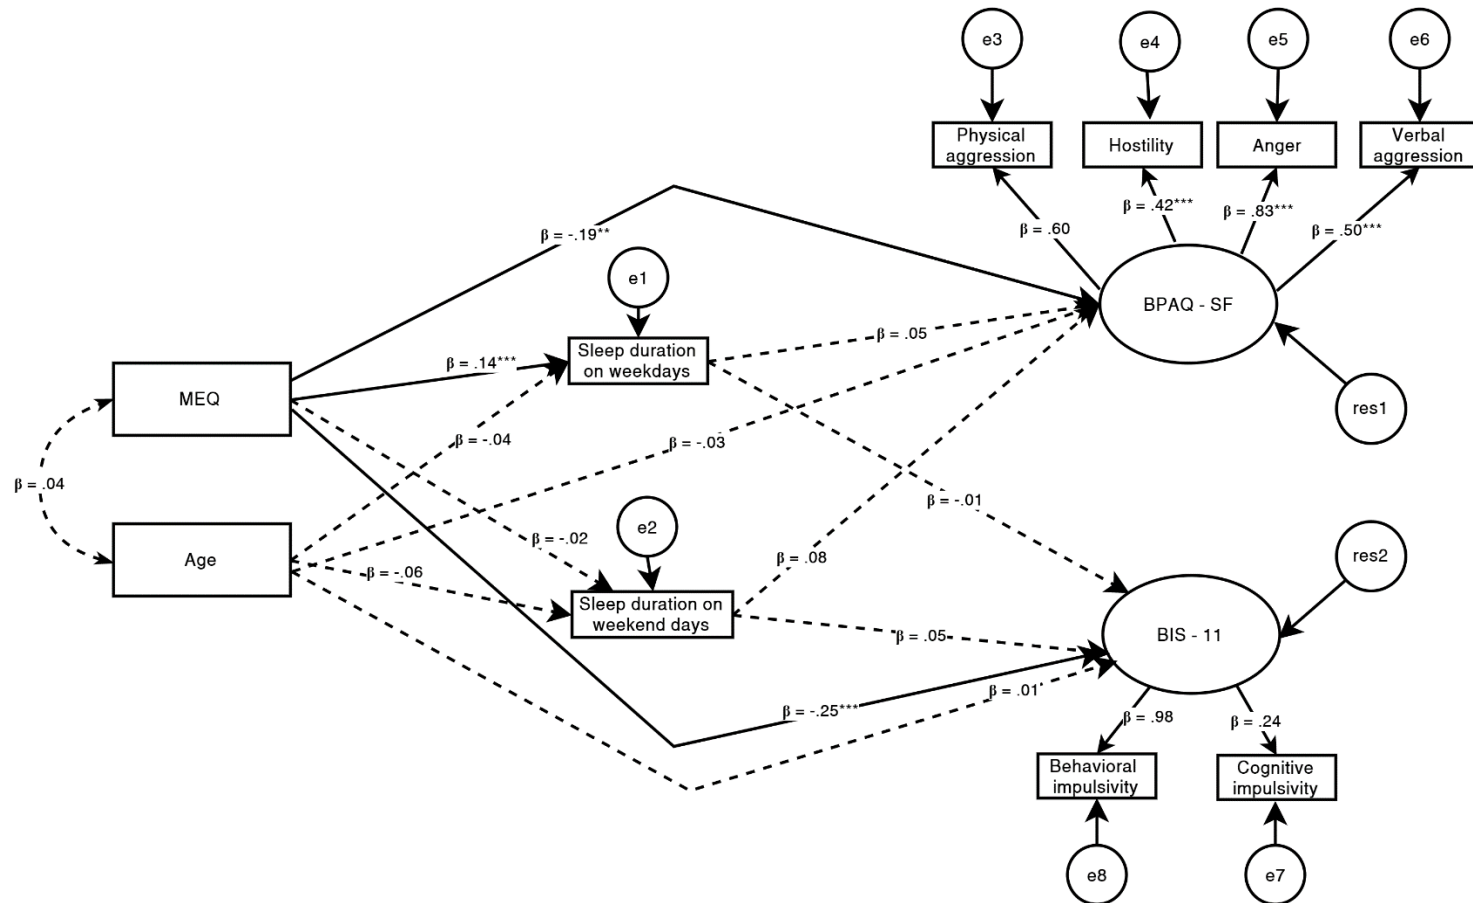 e3
e4
e5
e6
Physical
aggression
Hostility
Anger
Verbal
aggression
β = .42***
β = .83***
β = .60
β = .50***
β = -.19**
e1
BPAQ - SF
β = .05
Sleep duration
on weekdays
β = .14***
MEQ
res1
β = -.04
β = -.03
β = .04
β = -.01
e2
β = -.02
Age
β = -.06
β = .08
res2
Sleep duration on
weekend days
β = .05
BIS - 11
β = .01
β = -.25***
β = .98
β = .24
Behavioral
impulsivity
Cognitive
impulsivity
e8
e7